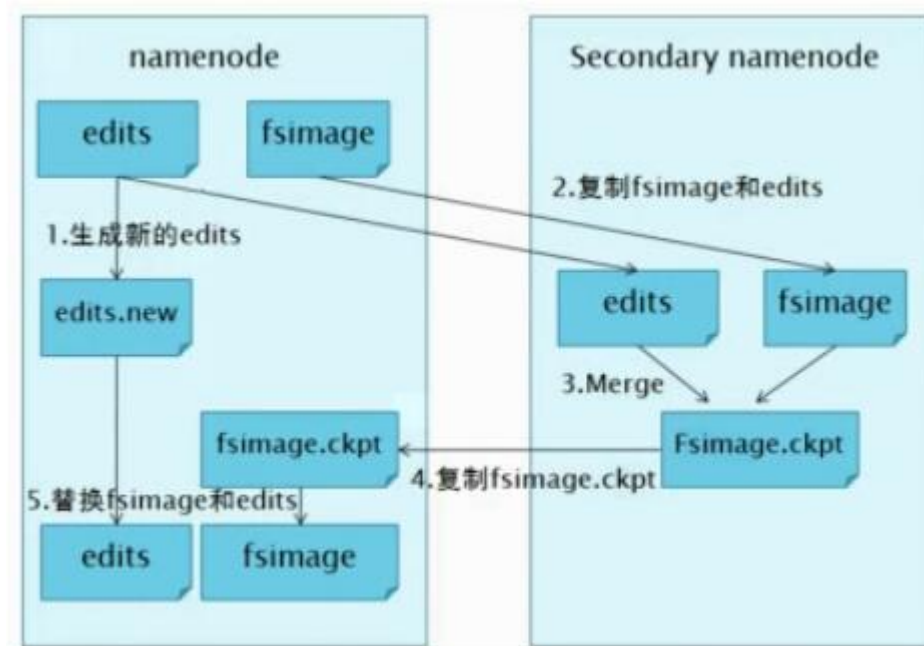 namenode
Secondary namenode
edits
fsimage
2.复制fsimage和edits
1.生成新的edits
edits
fsimage
edits.new
3.Merge
fsimage.ckpt
Fsimage.ckpt
4.复制fsimage.ckpt
5.替换fsimage和edits
edits
fsimage